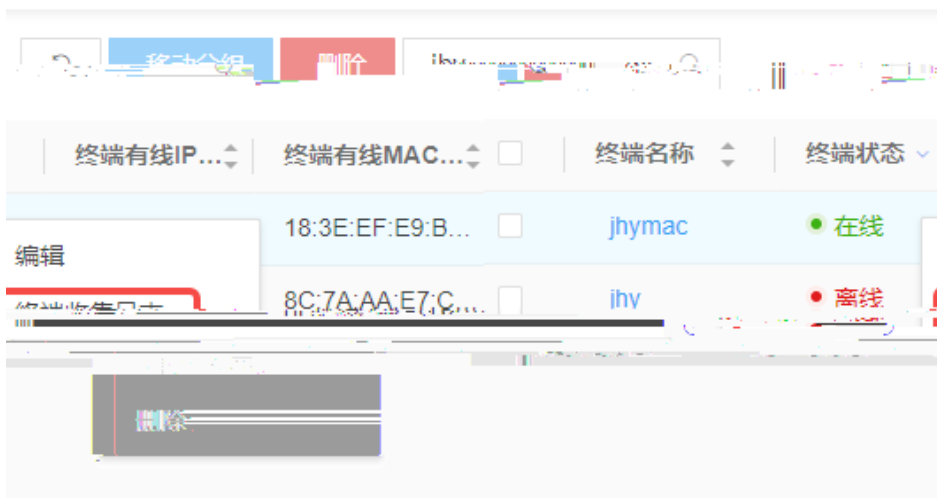 移动分组 删除
终端有线IP... 终端有线MAC... 终端名称 终端状态
18:3E:EF:E9:B... jhymac 在线
编辑
8C:7A:AA:E7:C... jhy 离线
删除